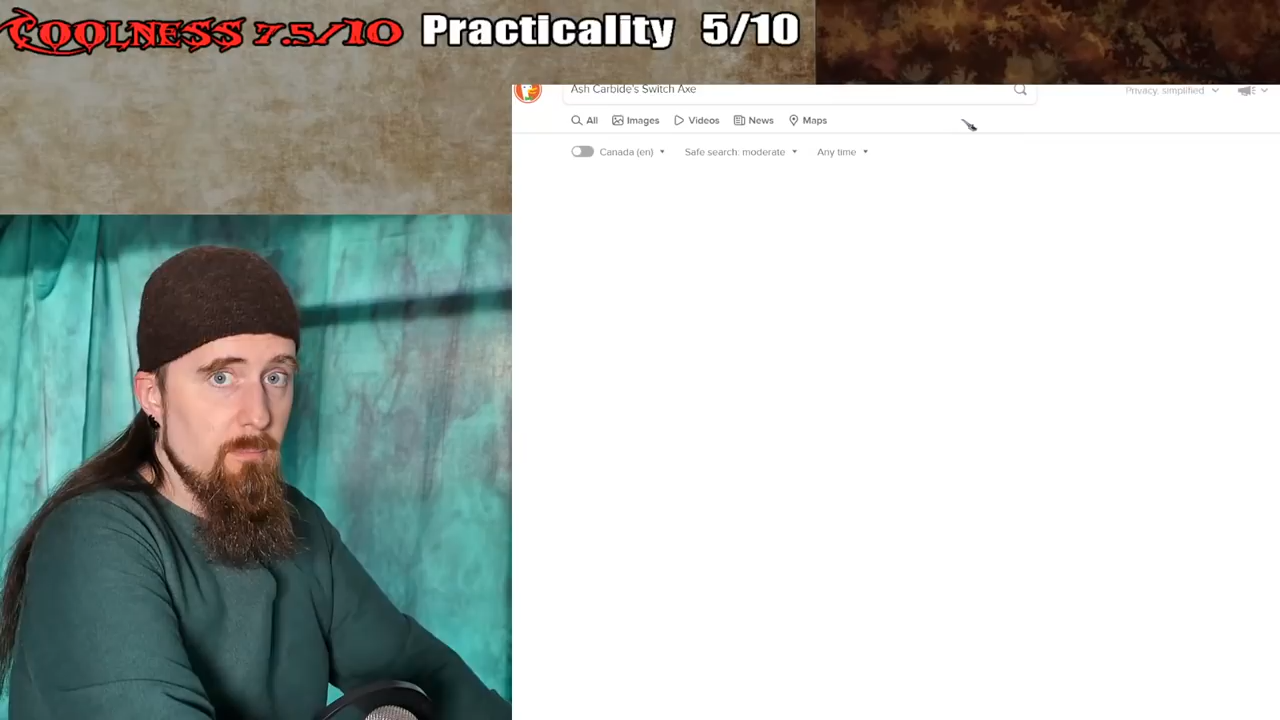 COOLNESS 7.5/10 Practicality 5/10
Ash Carbide's Switch Axe
Privacy, simplified
All Images Videos News Maps
Canada (en) Safe search: moderate Any time